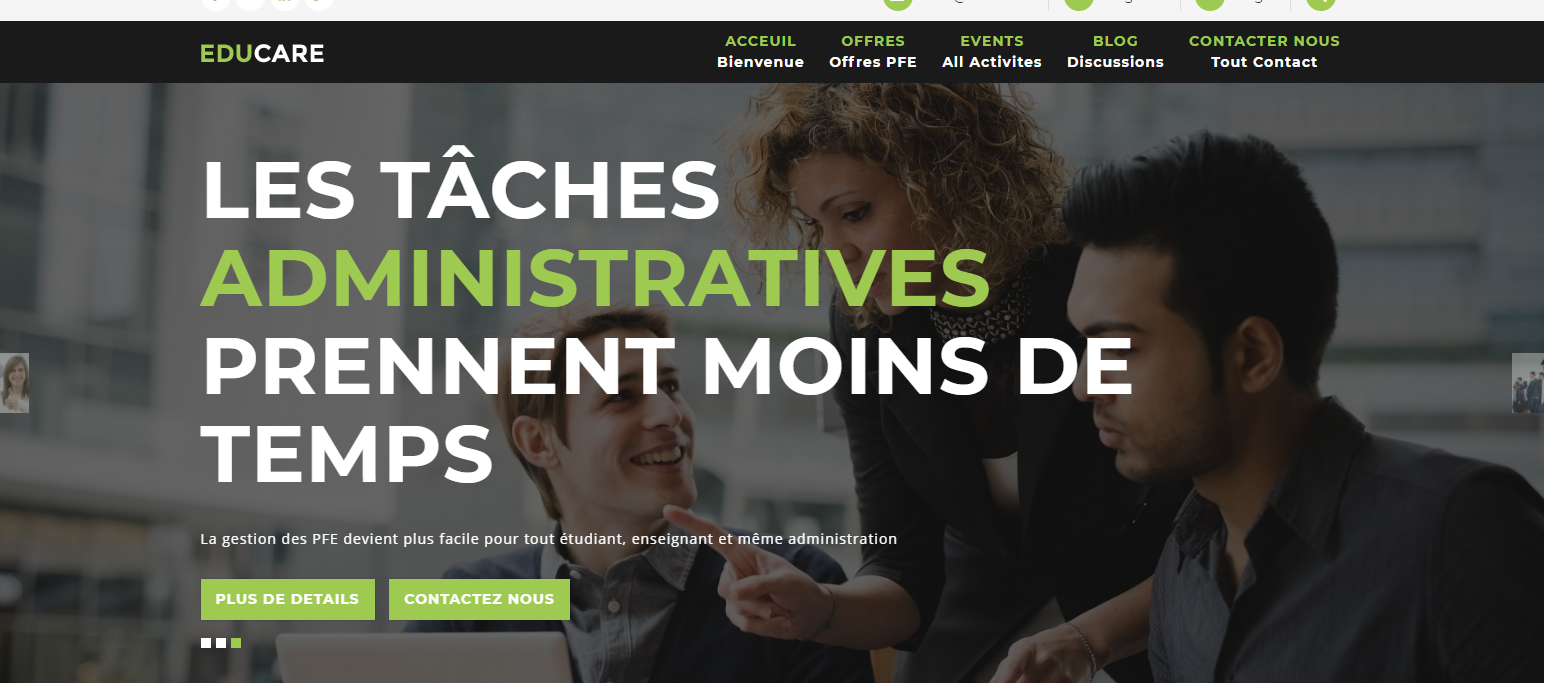 EDUCARE
ACCEUIL OFFRES EVENTS BLOG CONTACTER NOUS
Bienvenue Offres PFE All Activites Discussions Tout Contact
LES TÂCHES
ADMINISTRATIVES
PRENNENT MOINS DE
TEMPS
La gestion des PFE devient plus facile pour tout étudiant, enseignant et même administration
PLUS DE DETAILS CONTACTEZ NOUS